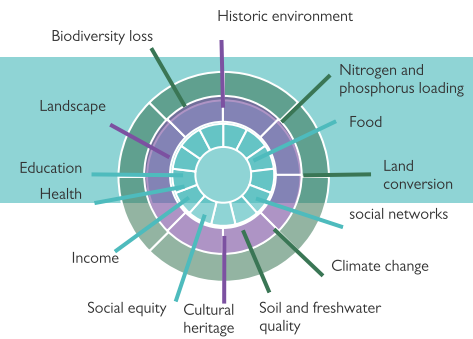 Historic environment
Biodiversity loss
Nitrogen and
phosphorus loading
Landscape
Food
Education
Land
conversion
Health
social networks
Income
Climate change
Social equity
Cultural
heritage
Soil and freshwater
quality